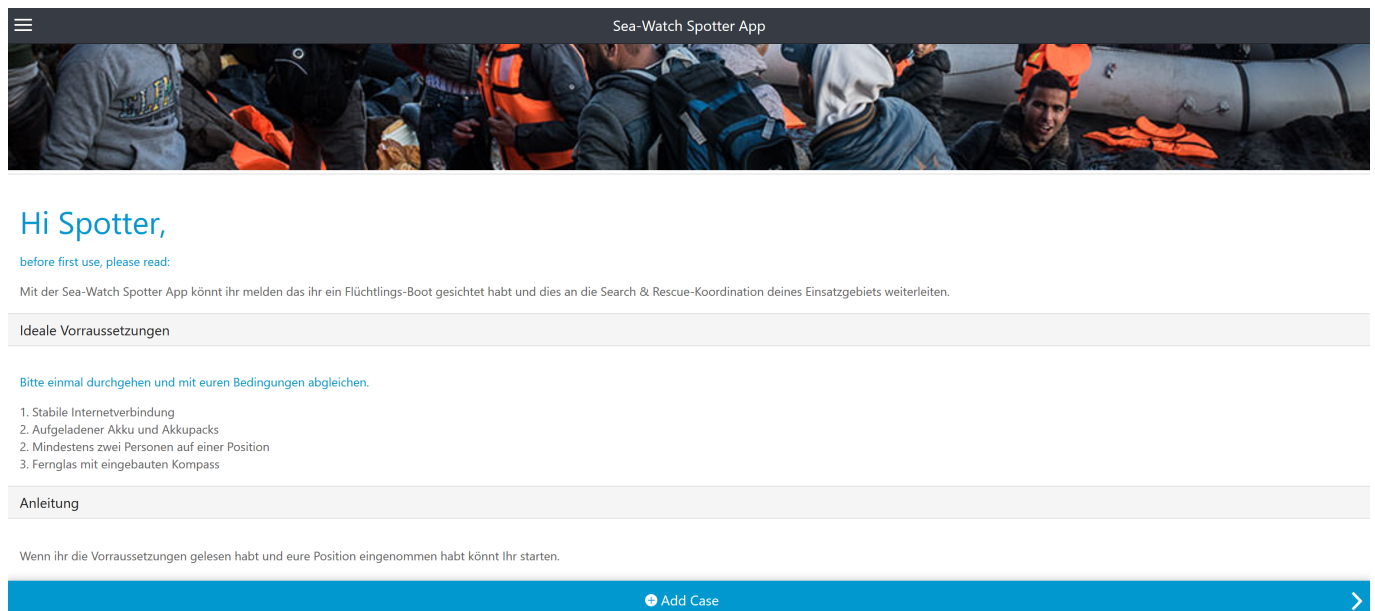 Sea-Watch Spotter App
Hi Spotter,
before first use, please read:
Mit der Sea-Watch Spotter App könnt ihr melden das ihr ein Flüchtlings-Boot gesichtet habt und dies an die Search & Rescue-Koordination deines Einsatzgebiets weiterleiten.
Ideale Vorraussetzungen
Bitte einmal durchgehen und mit euren Bedingungen abgleichen.
1. Stabile Internetverbindung
2. Aufgeladener Akku und Akkupacks
2. Mindestens zwei Personen auf einer Position
3. Fernglas mit eingebauten Kompass
Anleitung
Wenn ihr die Vorraussetzungen gelesen habt und eure Position eingenommen habt könnt Ihr starten.
Add Case